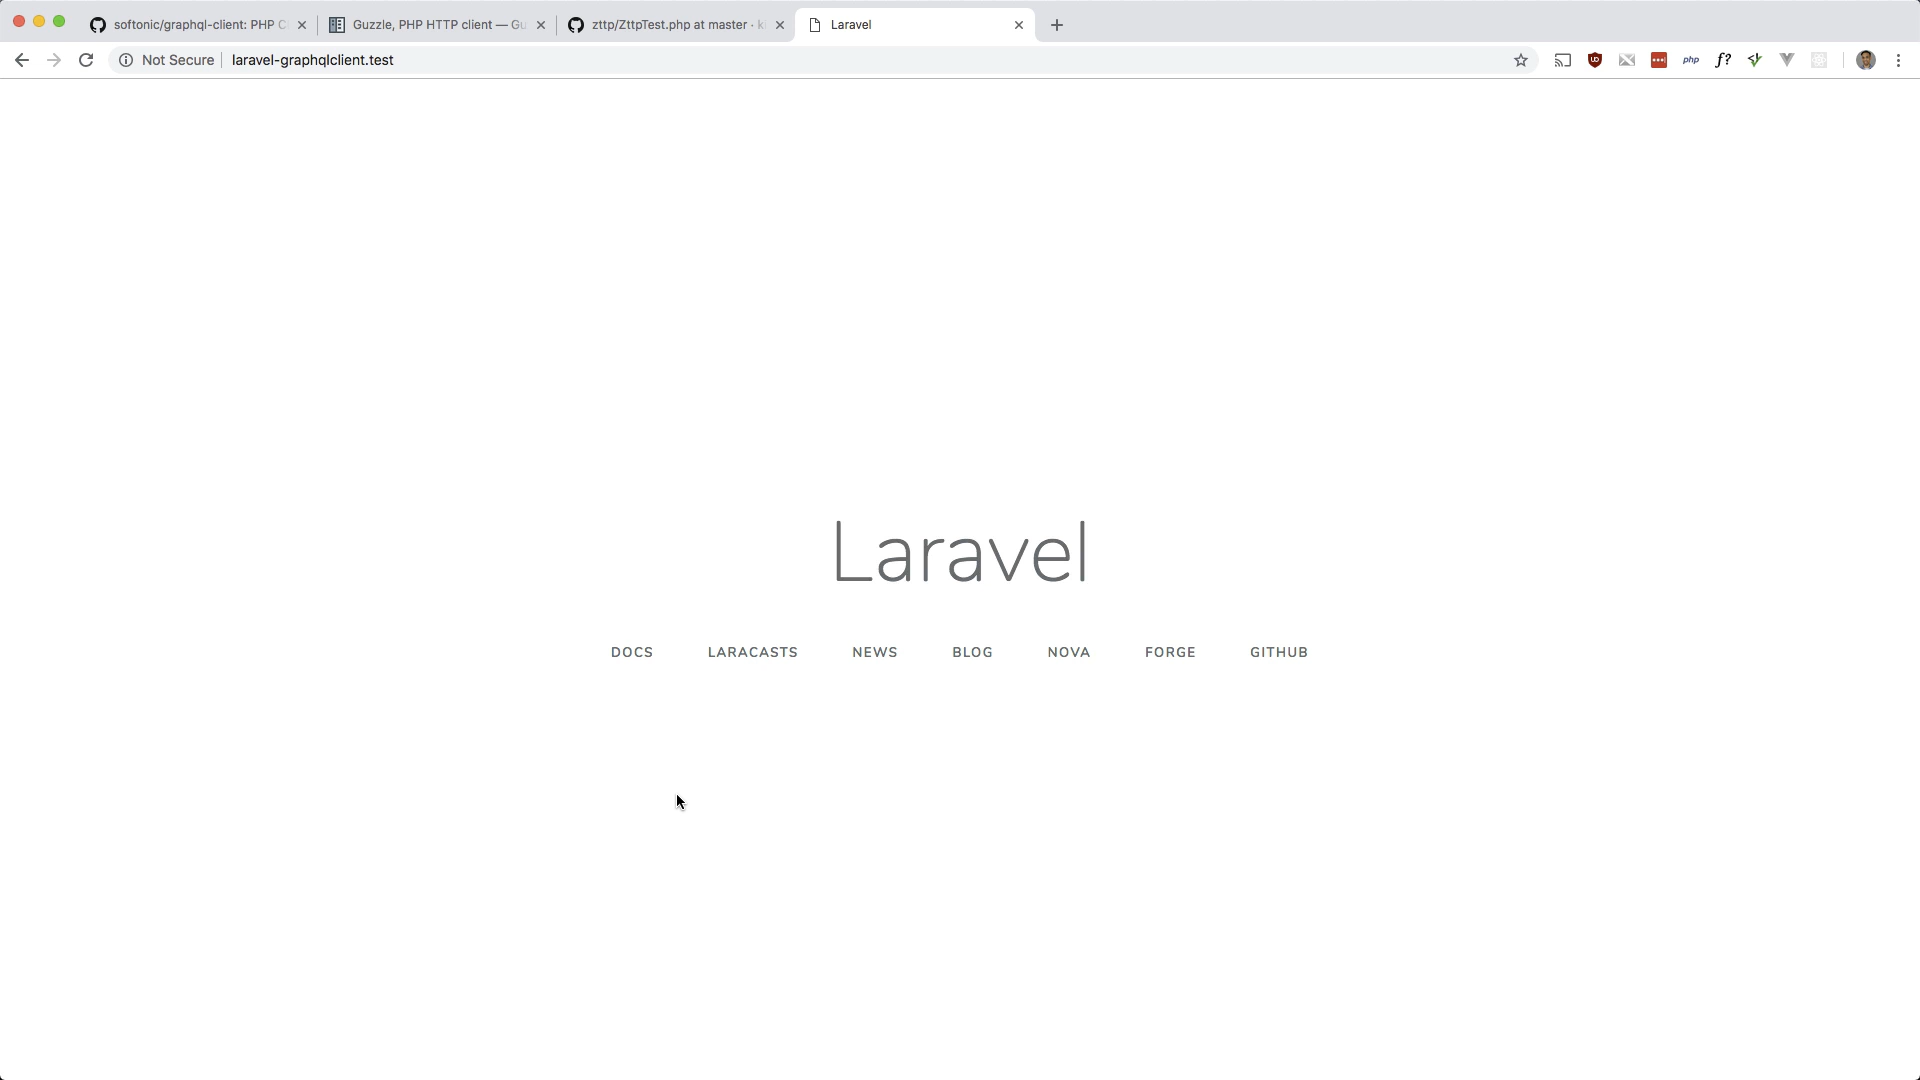 softonic/graphql-client: PHP C
Guzzle, PHP HTTP client — Gu
zttp/ZttpTest.php at master · k
Laravel
Not Secure
laravel-graphqlclient.test
php
f?
Laravel
DOCS
LARACASTS
NEWS
BLOG
NOVA
FORGE
GITHUB